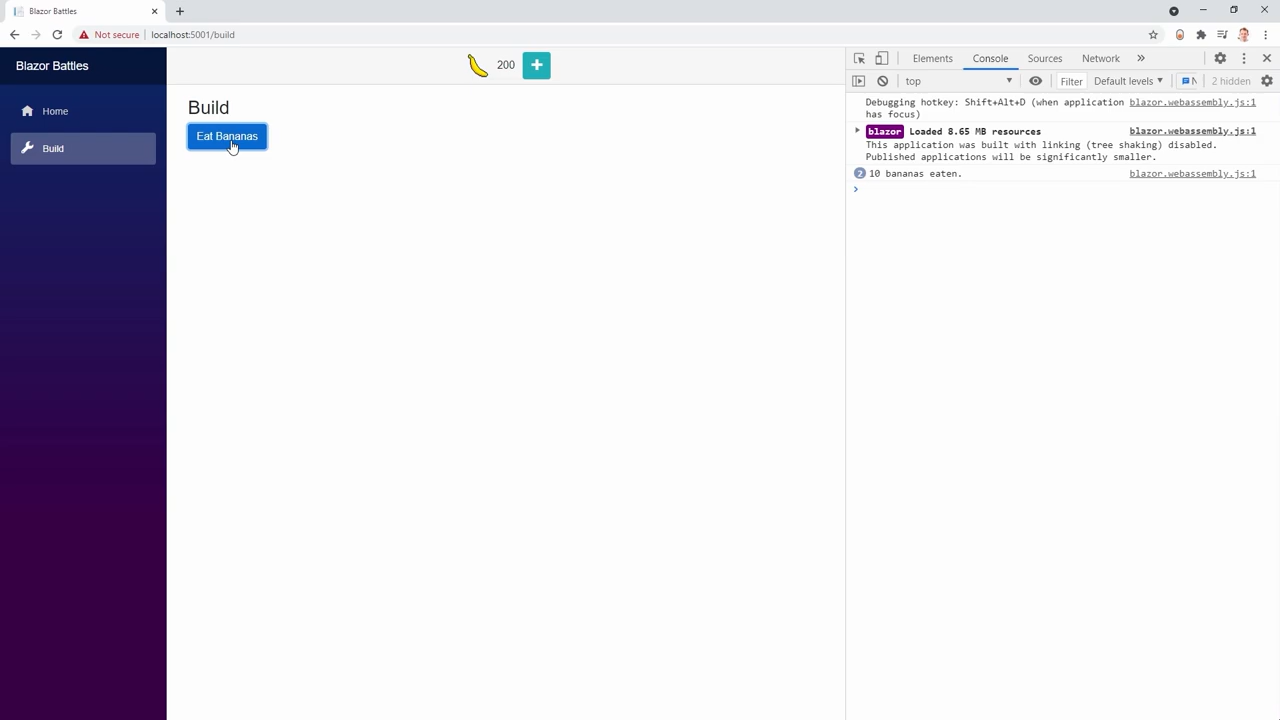 Blazor Battles
Not secure
localhost:5001/build
Blazor Battles
Home
Build
200
Build
Eat Bananas
Elements
Console
Sources
Network
top
Filter
Default levels
N
2 hidden
Debugging hotkey: Shift+Alt+D (when application blazor.webassembly.js:1
has focus)
blazor Loaded 8.65 MB resources blazor.webassembly.js:1
This application was built with linking (tree shaking) disabled.
Published applications will be significantly smaller.
2 10 bananas eaten. blazor.webassembly.js:1